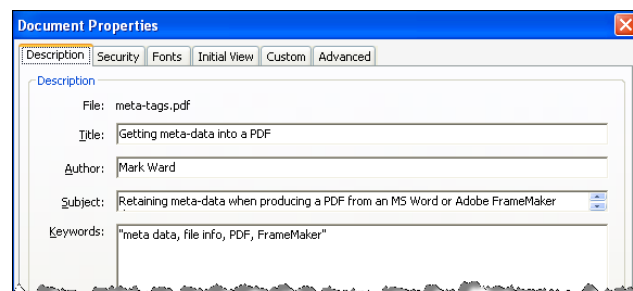 Document Properties
Description Security Fonts Initial View Custom Advanced
Description
File: meta-tags.pdf
Title: Getting meta-data into a PDF
Author: Mark Ward
Subject: Retaining meta-data when producing a PDF from an MS Word or Adobe FrameMaker
Keywords: "meta data, file info, PDF, FrameMaker"